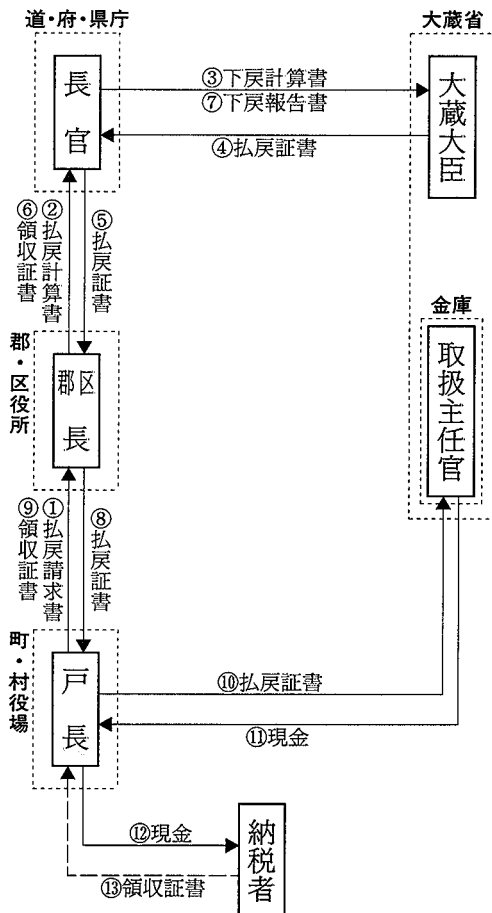 道・府・県庁
大蔵省
長官
③下戻計算書
⑦下戻報告書
④払戻証書
大蔵大臣
②払戻計算書
⑥領収証書
⑤払戻証書
金庫
取扱主任官
郡・区役所
郡区長
①払戻請求書
⑨領収証書
⑧払戻証書
町・村役場
戸長
⑩払戻証書
⑪現金
⑫現金
納税者
⑬領収証書